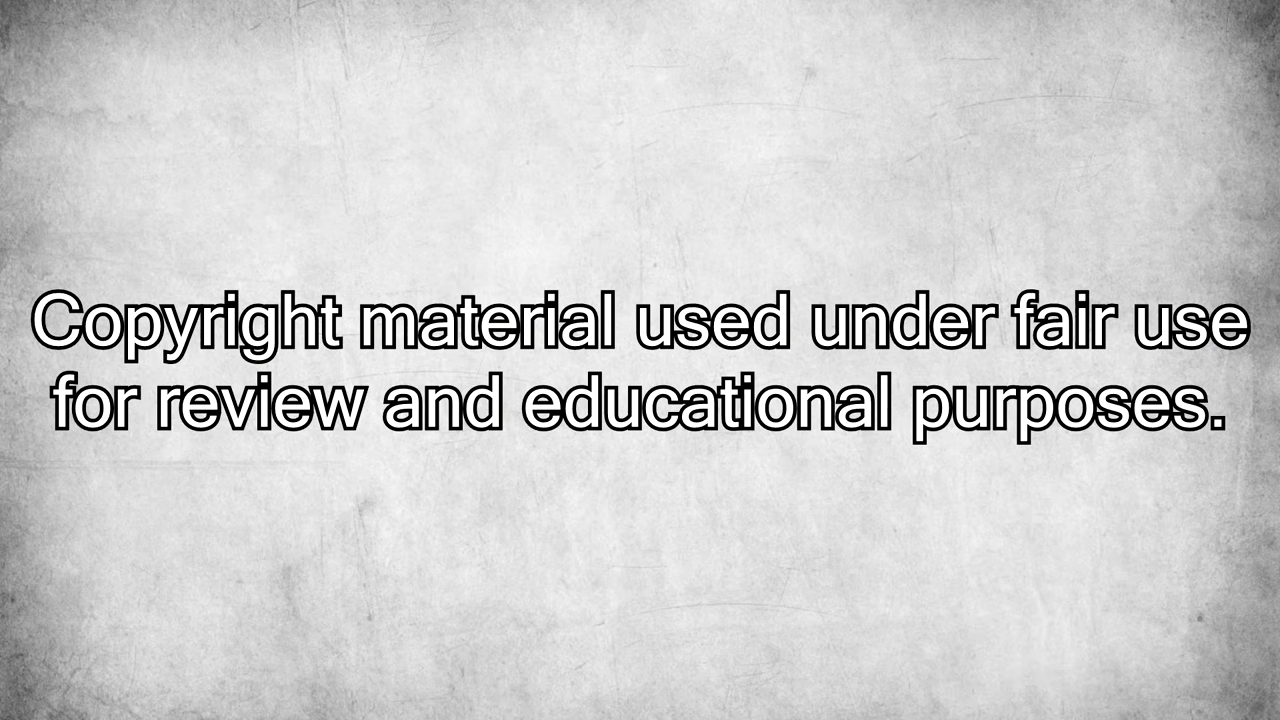 Copyright material used under fair use
for review and educational purposes.